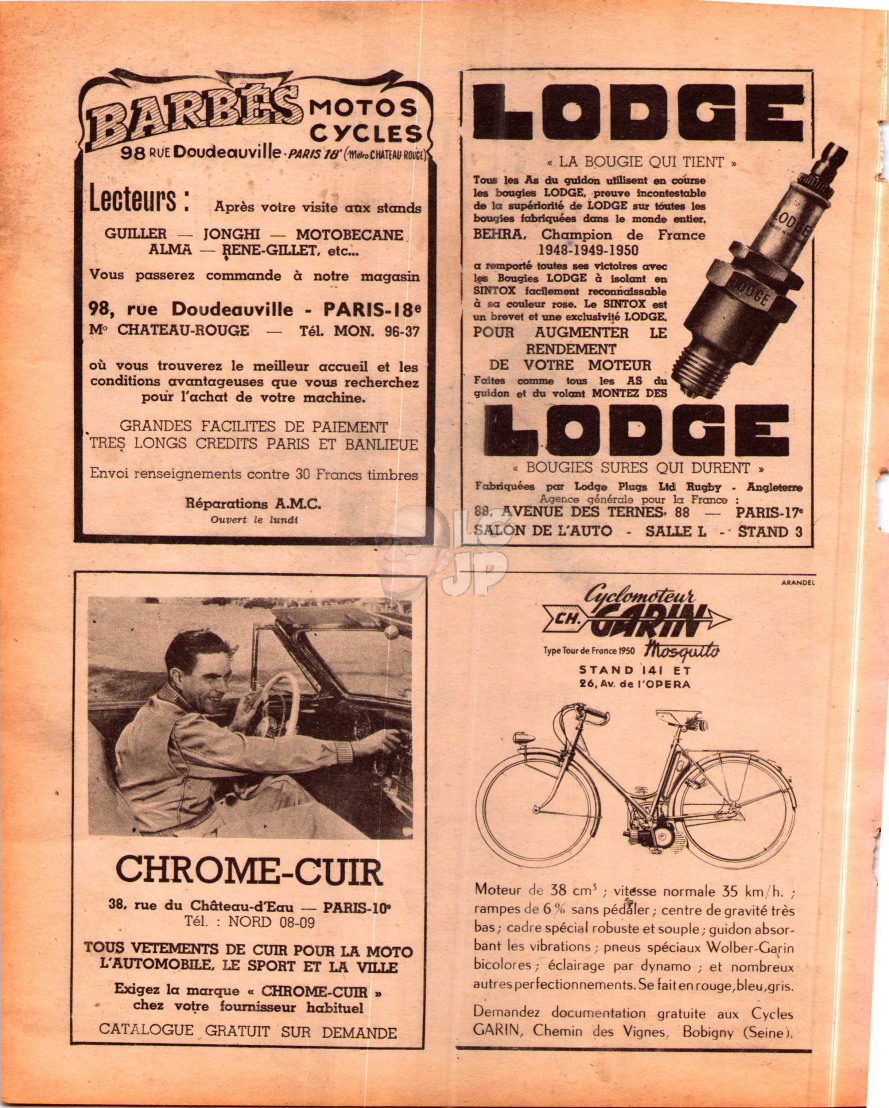 BARBÈS MOTOS
CYCLES
98 RUE Doudeauville - PARIS 18e (Métro CHATEAU-ROUGE)
Lecteurs : Après votre visite aux stands
GUILLER — JONGHI — MOTOBECANE
ALMA — RENE-GILLET, etc...
Vous passerez commande à notre magasin
98, rue Doudeauville - PARIS-18e
Mo CHATEAU-ROUGE — Tél. MON. 96-37
où vous trouverez le meilleur accueil et les
conditions avantageuses que vous recherchez
pour l'achat de votre machine.
GRANDES FACILITES DE PAIEMENT
TRES LONGS CREDITS PARIS ET BANLIEUE
Envoi renseignements contre 30 Francs timbres
Réparations A.M.C.
Ouvert le lundi
LODGE
« LA BOUGIE QUI TIENT »
Tous les As du guidon utilisent en course
les bougies LODGE, preuve incontestable
de la supériorité de LODGE sur toutes les
bougies fabriquées dans le monde entier.
BEHRA, Champion de France
1948-1949-1950
a remporté toutes ses victoires avec
les Bougies LODGE à isolant en
SINTOX facilement reconnaissable
à sa couleur rose. Le SINTOX est
un brevet et une exclusivité LODGE.
POUR AUGMENTER LE
RENDEMENT
DE VOTRE MOTEUR
Faites comme tous les AS du
guidon et du volant MONTEZ DES
LODGE
LODGE
LODGE
« BOUGIES SURES QUI DURENT »
Fabriquées par Lodge Plugs Ltd Rugby - Angleterre
Agence générale pour la France :
88, AVENUE DES TERNES, 88 — PARIS-17e
SALON DE L'AUTO - SALLE L - STAND 3
LC
JP
CHROME-CUIR
38, rue du Château-d'Eau — PARIS-10e
Tél. : NORD 08-09
TOUS VETEMENTS DE CUIR POUR LA MOTO
L'AUTOMOBILE, LE SPORT ET LA VILLE
Exigez la marque « CHROME-CUIR »
chez votre fournisseur habituel
CATALOGUE GRATUIT SUR DEMANDE
ARANDEL
Cyclomoteur
CH. GARIN
Type Tour de France 1950 Mosquito
STAND 141 ET
26, Av. de l'OPERA
Moteur de 38 cm³ ; vitesse normale 35 km/h. ;
rampes de 6 % sans pédaler ; centre de gravité très
bas ; cadre spécial robuste et souple ; guidon absor-
bant les vibrations ; pneus spéciaux Wolber-Garin
bicolores ; éclairage par dynamo ; et nombreux
autres perfectionnements. Se fait en rouge, bleu, gris.
Demandez documentation gratuite aux Cycles
GARIN, Chemin des Vignes, Bobigny (Seine).